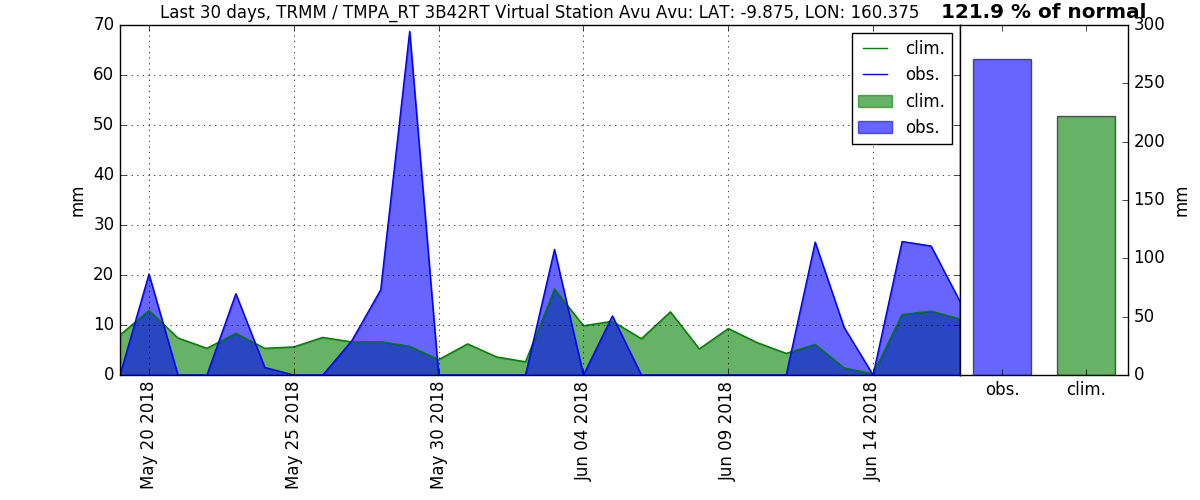 Last 30 days, TRMM / TMPA_RT 3B42RT Virtual Station Avu Avu: LAT: -9.875, LON: 160.375
121.9 % of normal
70
60
50
40
30
20
10
0
mm
clim.
obs.
clim.
obs.
300
250
200
150
100
50
0
mm
May 20 2018
May 25 2018
May 30 2018
Jun 04 2018
Jun 09 2018
Jun 14 2018
obs.
clim.